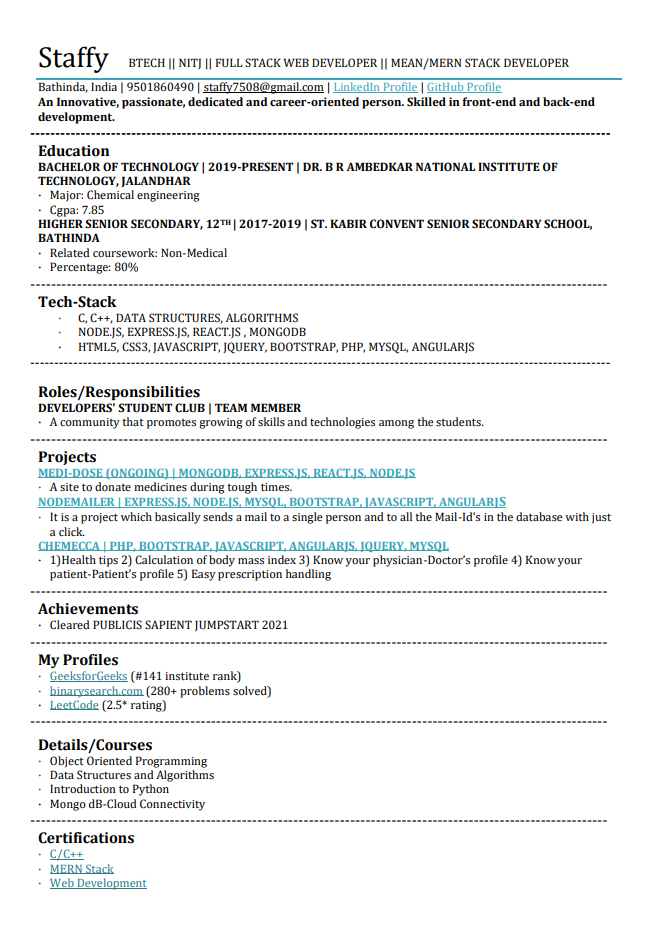 Staffy BTECH || NITJ || FULL STACK WEB DEVELOPER || MEAN/MERN STACK DEVELOPER
Bathinda, India | 9501860490 | staffy7508@gmail.com | LinkedIn Profile | GitHub Profile
An Innovative, passionate, dedicated and career-oriented person. Skilled in front-end and back-end
development.
Education
BACHELOR OF TECHNOLOGY | 2019-PRESENT | DR. B R AMBEDKAR NATIONAL INSTITUTE OF
TECHNOLOGY, JALANDHAR
· Major: Chemical engineering
· Cgpa: 7.85
HIGHER SENIOR SECONDARY, 12TH | 2017-2019 | ST. KABIR CONVENT SENIOR SECONDARY SCHOOL,
BATHINDA
· Related coursework: Non-Medical
· Percentage: 80%
Tech-Stack
· C, C++, DATA STRUCTURES, ALGORITHMS
· NODE.JS, EXPRESS.JS, REACT.JS , MONGODB
· HTML5, CSS3, JAVASCRIPT, JQUERY, BOOTSTRAP, PHP, MYSQL, ANGULARJS
Roles/Responsibilities
DEVELOPERS' STUDENT CLUB | TEAM MEMBER
· A community that promotes growing of skills and technologies among the students.
Projects
MEDI-DOSE (ONGOING) | MONGODB, EXPRESS.JS, REACT.JS, NODE.JS
· A site to donate medicines during tough times.
NODEMAILER | EXPRESS.JS, NODE.JS, MYSQL, BOOTSTRAP, JAVASCRIPT, ANGULARJS
· It is a project which basically sends a mail to a single person and to all the Mail-Id's in the database with just
a click.
CHEMECCA | PHP, BOOTSTRAP, JAVASCRIPT, ANGULARJS, JQUERY, MYSQL
· 1)Health tips 2) Calculation of body mass index 3) Know your physician-Doctor's profile 4) Know your
patient-Patient's profile 5) Easy prescription handling
Achievements
· Cleared PUBLICIS SAPIENT JUMPSTART 2021
My Profiles
· GeeksforGeeks (#141 institute rank)
· binarysearch.com (280+ problems solved)
· LeetCode (2.5* rating)
Details/Courses
· Object Oriented Programming
· Data Structures and Algorithms
· Introduction to Python
· Mongo dB-Cloud Connectivity
Certifications
· C/C++
· MERN Stack
· Web Development